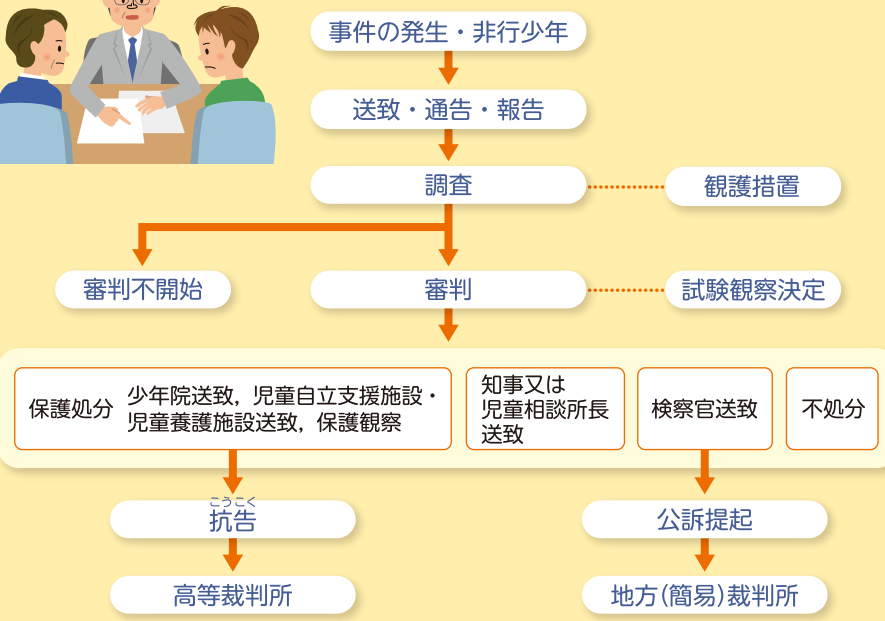 事件の発生・非行少年
送致・通告・報告
調査
観護措置
審判不開始
審判
試験観察決定
保護処分
少年院送致，児童自立支援施設・
児童養護施設送致，保護観察
知事又は
児童相談所長
送致
検察官送致
不処分
こうこく
抗告
公訴提起
高等裁判所
地方(簡易)裁判所